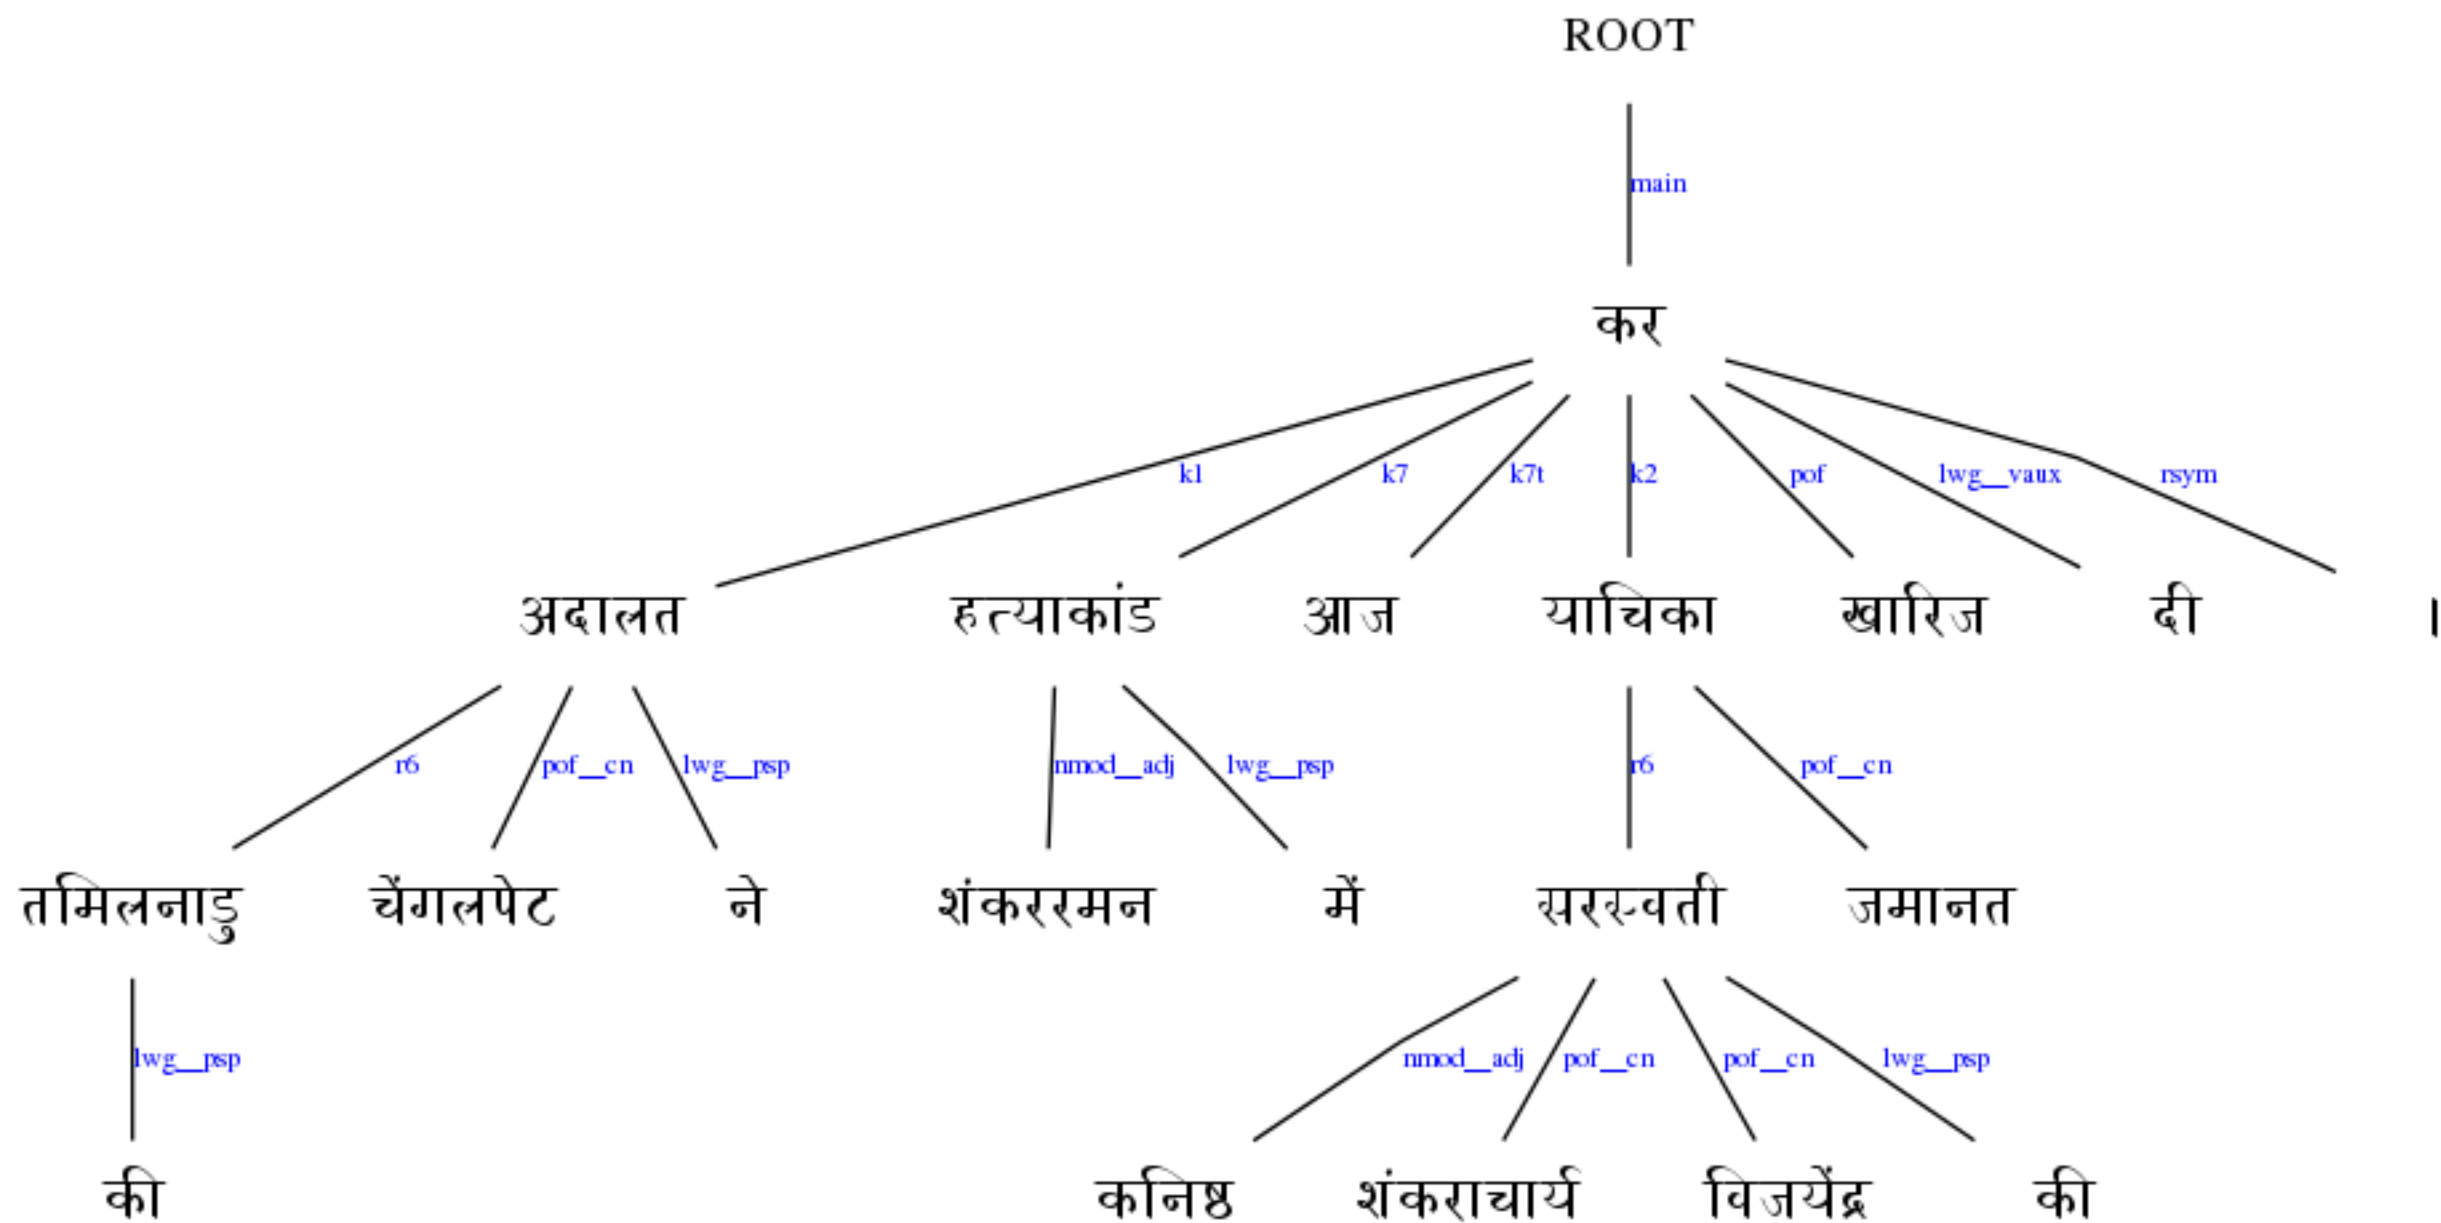 ROOT
main
कर
k1 k7 k7t k2 pof lwg__vaux rsym
अदालत हत्याकांड आज याचिका खारिज दी ।
r6 pof__cn lwg__psp nmod__adj lwg__psp r6 pof__cn
तमिलनाडु चेंगलपेट ने शंकररमन में सरस्वती जमानत
lwg__psp nmod__adj pof__cn pof__cn lwg__psp
की कनिष्ठ शंकराचार्य विजयेंद्र की